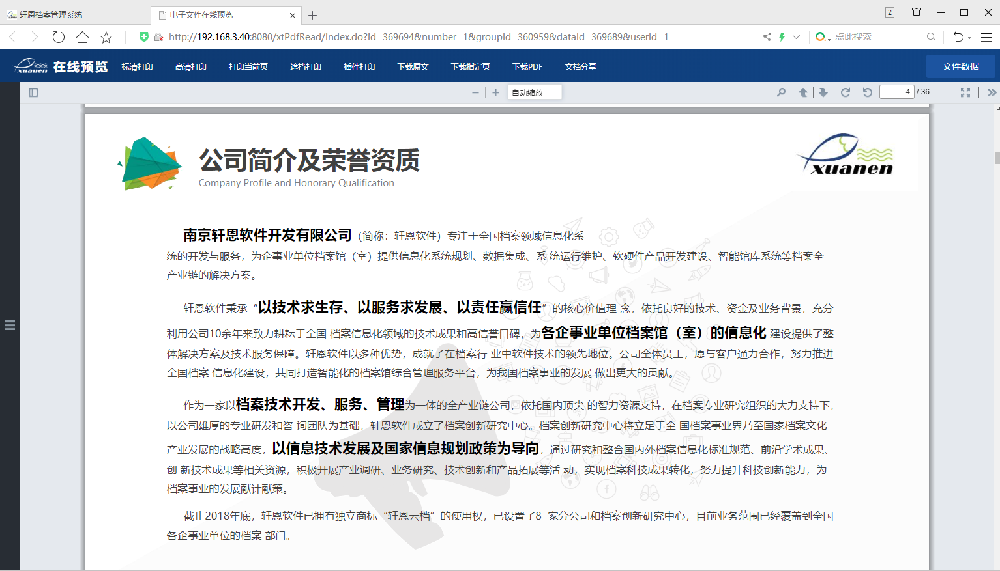 轩恩档案管理系统
电子文件在线预览
2
http://192.168.3.40:8080/xtPdfRead/index.do?id=369694&number=1&groupId=360959&dataId=369689&userId=1
点此搜索
xuanen 在线预览 标清打印 高清打印 打印当前页 遮挡打印 插件打印 下载原文 下载指定页 下载PDF 文档分享 文件数据
自动缩放
4 / 36
公司简介及荣誉资质
Company Profile and Honorary Qualification
xuanen
南京轩恩软件开发有限公司（简称：轩恩软件）专注于全国档案领域信息化系
统的开发与服务，为企事业单位档案馆（室）提供信息化系统规划、数据集成、系 统运行维护、软硬件产品开发建设、智能馆库系统等档案全
产业链的解决方案。
轩恩软件秉承“以技术求生存、以服务求发展、以责任赢信任”的核心价值理 念，依托良好的技术、资金及业务背景，充分
利用公司10余年来致力耕耘于全国 档案信息化领域的技术成果和高信誉口碑，为各企事业单位档案馆（室）的信息化 建设提供了整
体解决方案及技术服务保障。轩恩软件以多种优势，成就了在档案行 业中软件技术的领先地位。公司全体员工，愿与客户通力合作，努力推进
全国档案 信息化建设，共同打造智能化的档案馆综合管理服务平台，为我国档案事业的发展 做出更大的贡献。
作为一家以档案技术开发、服务、管理为一体的全产业链公司，依托国内顶尖 的智力资源支持，在档案专业研究组织的大力支持下，
以公司雄厚的专业研发和咨 询团队为基础，轩恩软件成立了档案创新研究中心。档案创新研究中心将立足于全 国档案事业界乃至国家档案文化
产业发展的战略高度，以信息技术发展及国家信息规划政策为导向，通过研究和整合国内外档案信息化标准规范、前沿学术成果、
创 新技术成果等相关资源，积极开展产业调研、业务研究、技术创新和产品拓展等活 动，实现档案科技成果转化，努力提升科技创新能力，为
档案事业的发展献计献策。
截止2018年底，轩恩软件已拥有独立商标“轩恩云档”的使用权，已设置了8 家分公司和档案创新研究中心，目前业务范围已经覆盖到全国
各企事业单位的档案 部门。